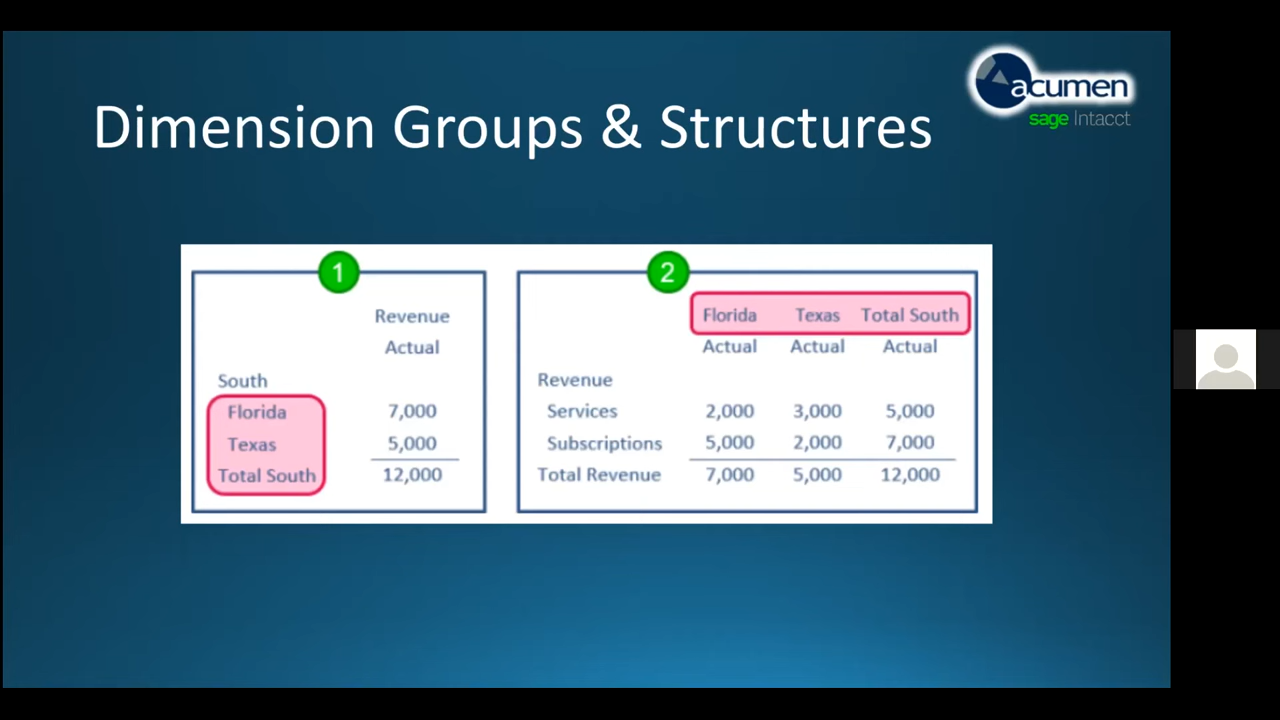 acumen
sage Intacct
Dimension Groups & Structures
1
Revenue
Actual
South
Florida 7,000
Texas 5,000
Total South 12,000
2
Florida Texas Total South
Actual Actual Actual
Revenue
Services 2,000 3,000 5,000
Subscriptions 5,000 2,000 7,000
Total Revenue 7,000 5,000 12,000